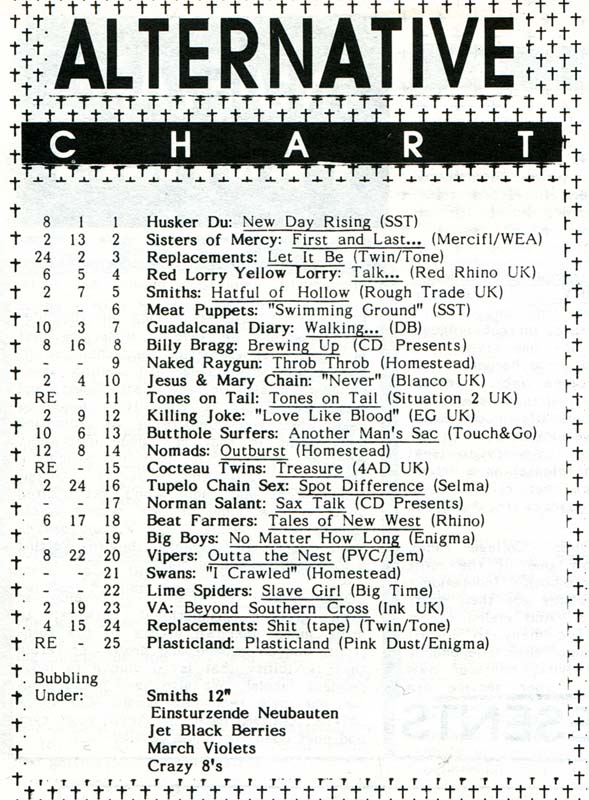 ALTERNATIVE
CHART
8 1 1 Husker Du: New Day Rising (SST)
2 13 2 Sisters of Mercy: First and Last... (Mercifl/WEA)
24 2 3 Replacements: Let It Be (Twin/Tone)
6 5 4 Red Lorry Yellow Lorry: Talk... (Red Rhino UK)
2 7 5 Smiths: Hatful of Hollow (Rough Trade UK)
- - 6 Meat Puppets: "Swimming Ground" (SST)
10 3 7 Guadalcanal Diary: Walking... (DB)
8 16 8 Billy Bragg: Brewing Up (CD Presents)
- - 9 Naked Raygun: Throb Throb (Homestead)
2 4 10 Jesus & Mary Chain: "Never" (Blanco UK)
RE - 11 Tones on Tail: Tones on Tail (Situation 2 UK)
2 9 12 Killing Joke: "Love Like Blood" (EG UK)
10 6 13 Butthole Surfers: Another Man's Sac (Touch&Go)
12 8 14 Nomads: Outburst (Homestead)
RE - 15 Cocteau Twins: Treasure (4AD UK)
2 24 16 Tupelo Chain Sex: Spot Difference (Selma)
- - 17 Norman Salant: Sax Talk (CD Presents)
6 17 18 Beat Farmers: Tales of New West (Rhino)
- - 19 Big Boys: No Matter How Long (Enigma)
8 22 20 Vipers: Outta the Nest (PVC/Jem)
- - 21 Swans: "I Crawled" (Homestead)
- - 22 Lime Spiders: Slave Girl (Big Time)
2 19 23 VA: Beyond Southern Cross (Ink UK)
4 15 24 Replacements: Shit (tape) (Twin/Tone)
RE - 25 Plasticland: Plasticland (Pink Dust/Enigma)
Bubbling
Under: Smiths 12"
Einsturzende Neubauten
Jet Black Berries
March Violets
Crazy 8's